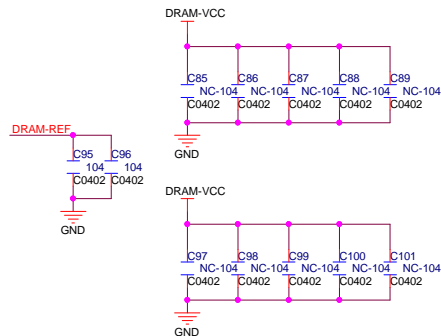 DRAM-VCC
C85 C86 C87 C88 C89
NC-104 NC-104 NC-104 NC-104 NC-104
C0402 C0402 C0402 C0402 C0402
GND
DRAM-REF
C95 C96
104 104
C0402 C0402
GND
DRAM-VCC
C97 C98 C99 C100 C101
NC-104 NC-104 NC-104 NC-104 NC-104
C0402 C0402 C0402 C0402 C0402
GND